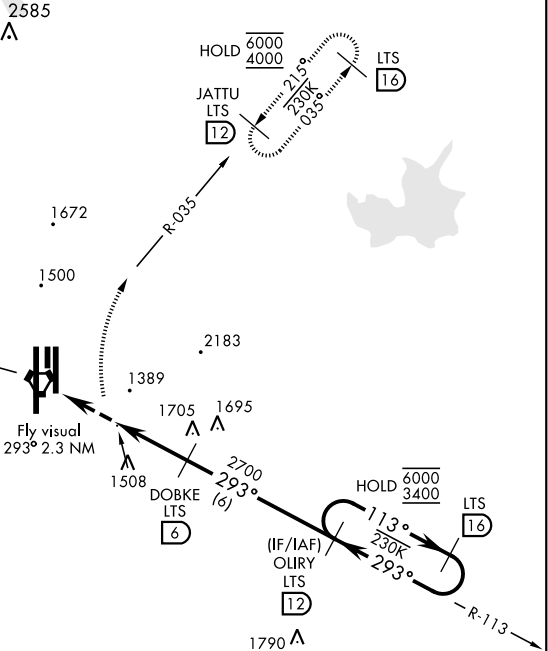 2585
HOLD 6000
4000
LTS
16
215°
230K
035°
JATTU
LTS
12
R-035
1672
1500
2183
1389
1705
1695
Fly visual
293° 2.3 NM
1508
2700
293°
(6)
DOBKE
LTS
6
HOLD 6000
3400
LTS
16
113°
230K
293°
(IF/IAF)
OLIRY
LTS
12
R-113
1790